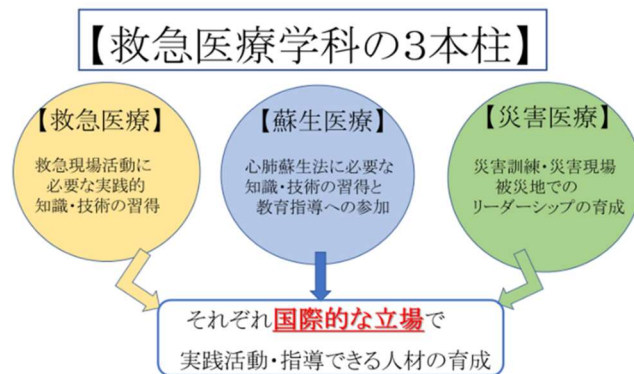 【救急医療学科の3本柱】
【救急医療】
救急現場活動に
必要な実践的
知識・技術の習得
【蘇生医療】
心肺蘇生法に必要な
知識・技術の習得と
教育指導への参加
【災害医療】
災害訓練・災害現場
被災地での
リーダーシップの育成
それぞれ国際的な立場で
実践活動・指導できる人材の育成